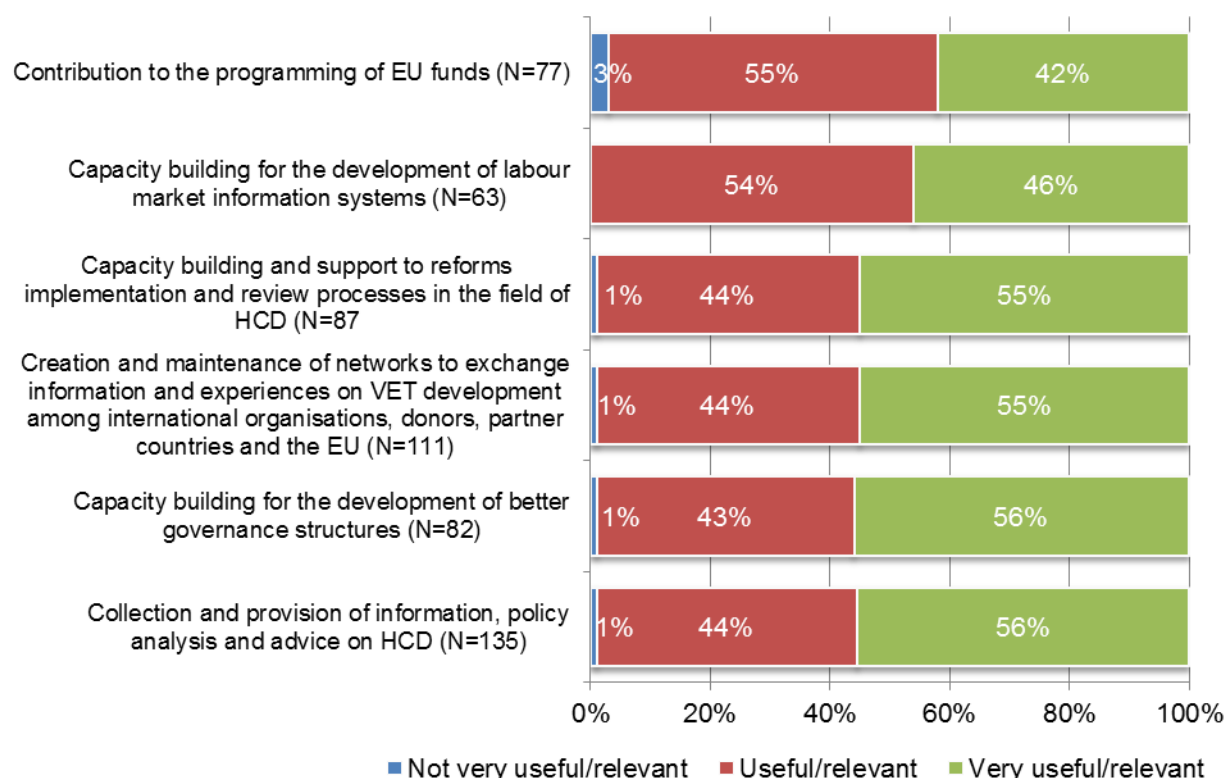 Contribution to the programming of EU funds (N=77)
3%
55%
42%
Capacity building for the development of labour
market information systems (N=63)
54%
46%
Capacity building and support to reforms
implementation and review processes in the field of
HCD (N=87
1%
44%
55%
Creation and maintenance of networks to exchange
information and experiences on VET development
among international organisations, donors, partner
countries and the EU (N=111)
1%
44%
55%
Capacity building for the development of better
governance structures (N=82)
1%
43%
56%
Collection and provision of information, policy
analysis and advice on HCD (N=135)
1%
44%
56%
0%
20%
40%
60%
80%
100%
Not very useful/relevant
Useful/relevant
Very useful/relevant